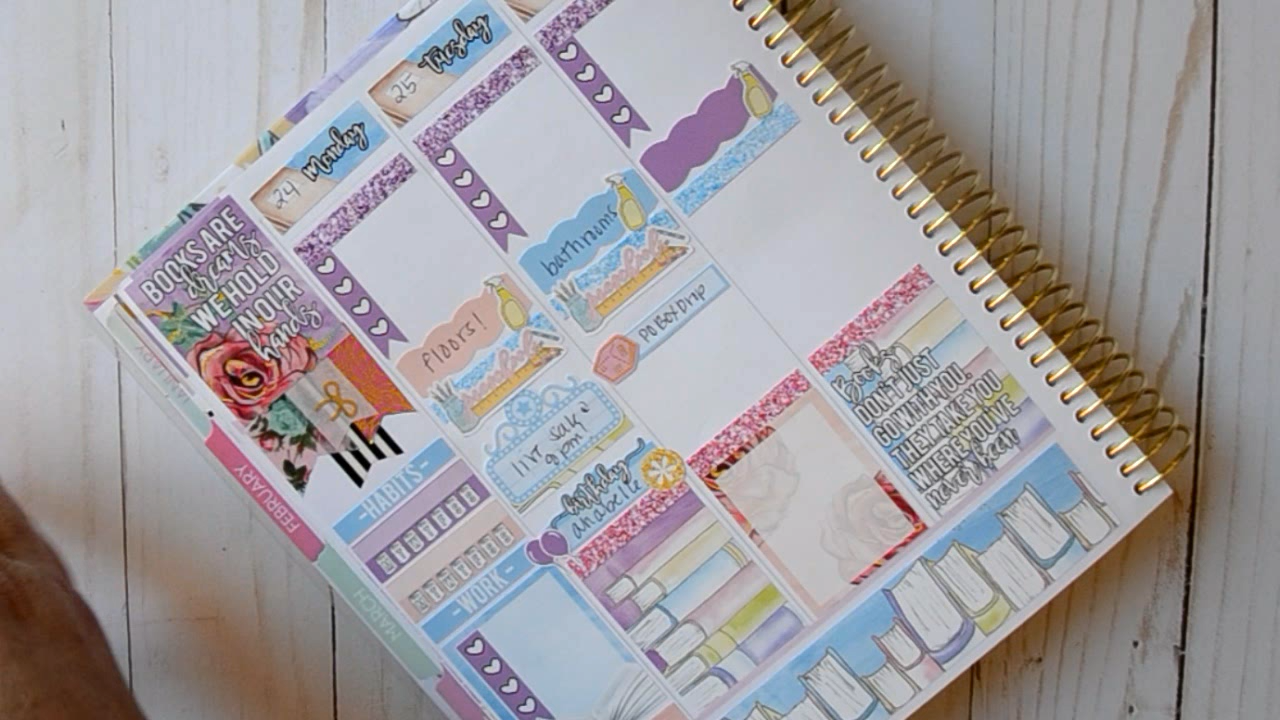 BOOKS ARE
dreams
WE HOLD
IN OUR
hands
24 monday
25 tuesday
floors!
bathrooms
PO Box Drip
live sale
9pm
birthday
anabelle
-HABITS-
-WORK-
Books
DON'T JUST
GO WITH YOU
THEY TAKE YOU
WHERE YOU'VE
never been
JANUARY
FEBRUARY
MARCH